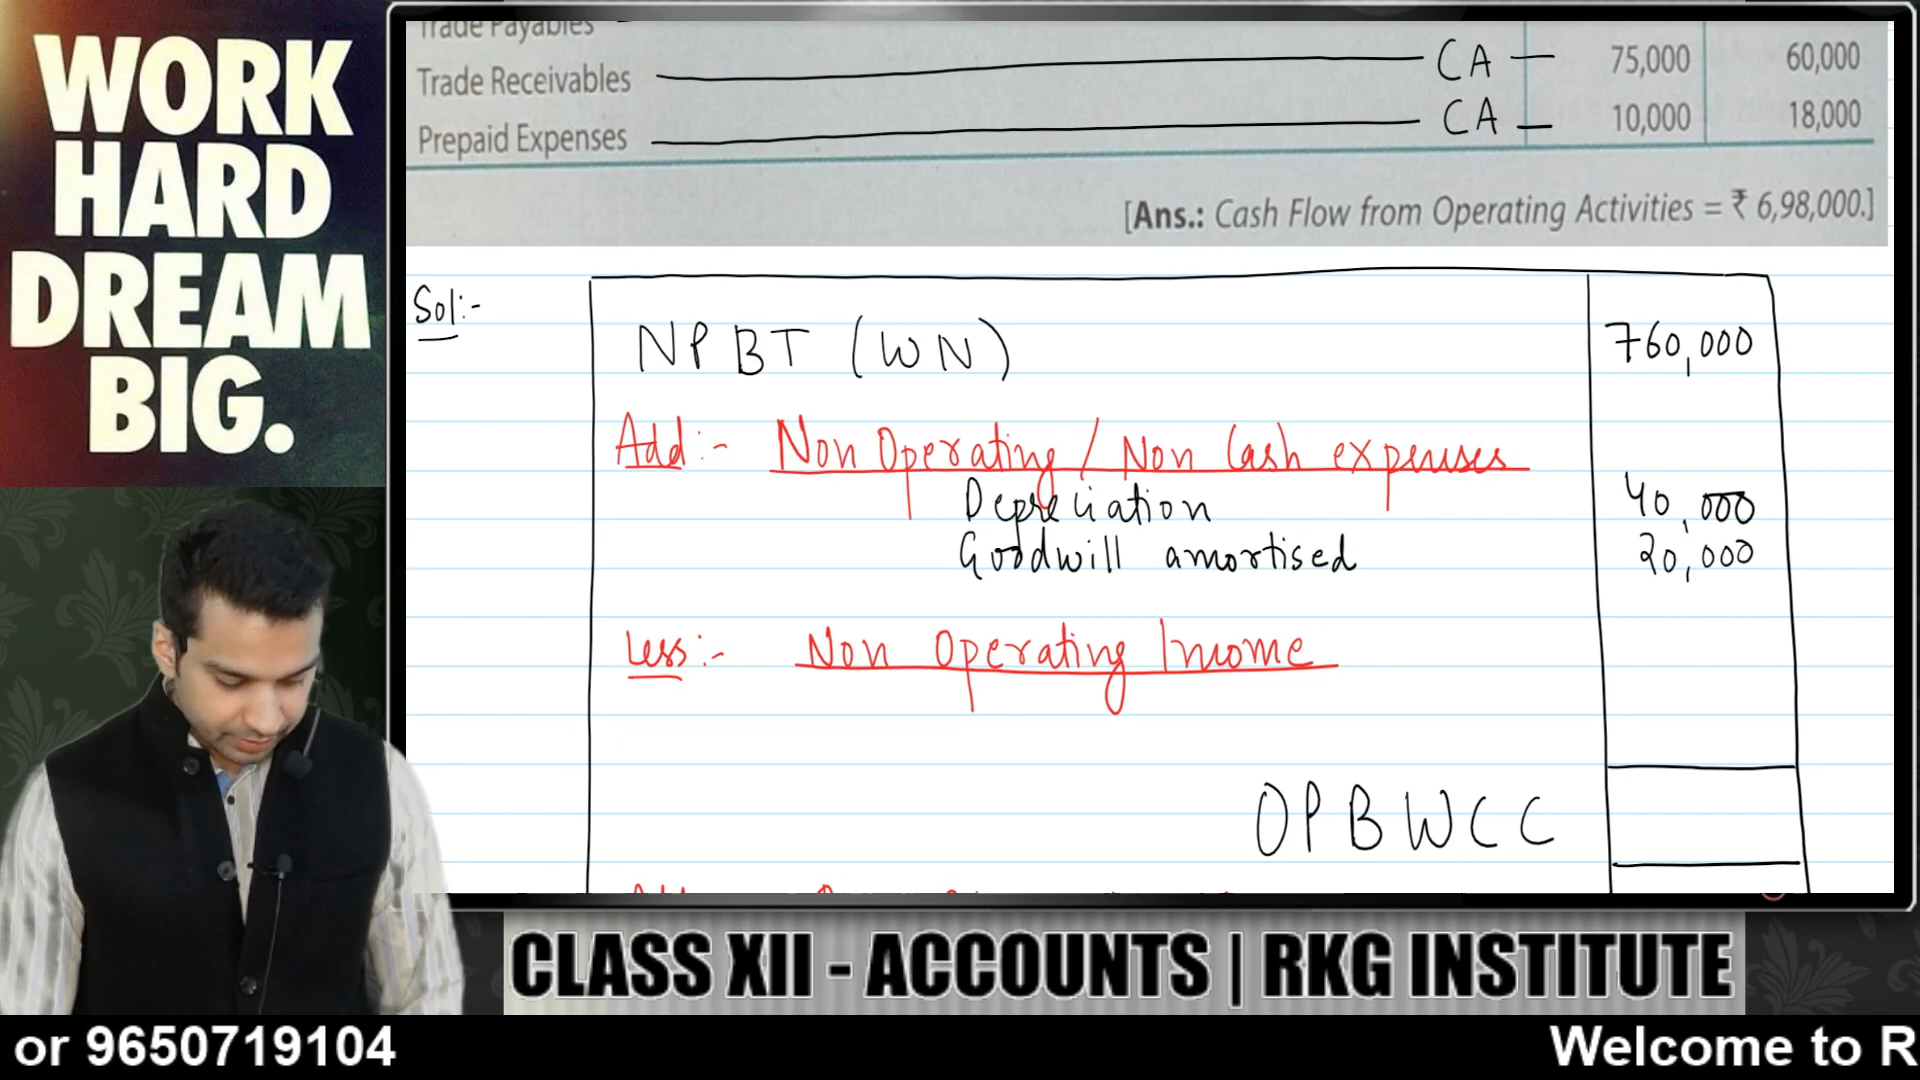 WORK
HARD
DREAM
BIG.
Trade Payables
Trade Receivables CA 75,000 60,000
Prepaid Expenses CA 10,000 18,000
[Ans.: Cash Flow from Operating Activities = ₹ 6,98,000.]
Sol:-
NPBT (WN) 760,000
Add:- Non Operating / Non Cash expenses
Depreciation 40,000
Goodwill amortised 20,000
Less:- Non Operating Income
OPBWCC
CLASS XII - ACCOUNTS | RKG INSTITUTE
or 9650719104 Welcome to R